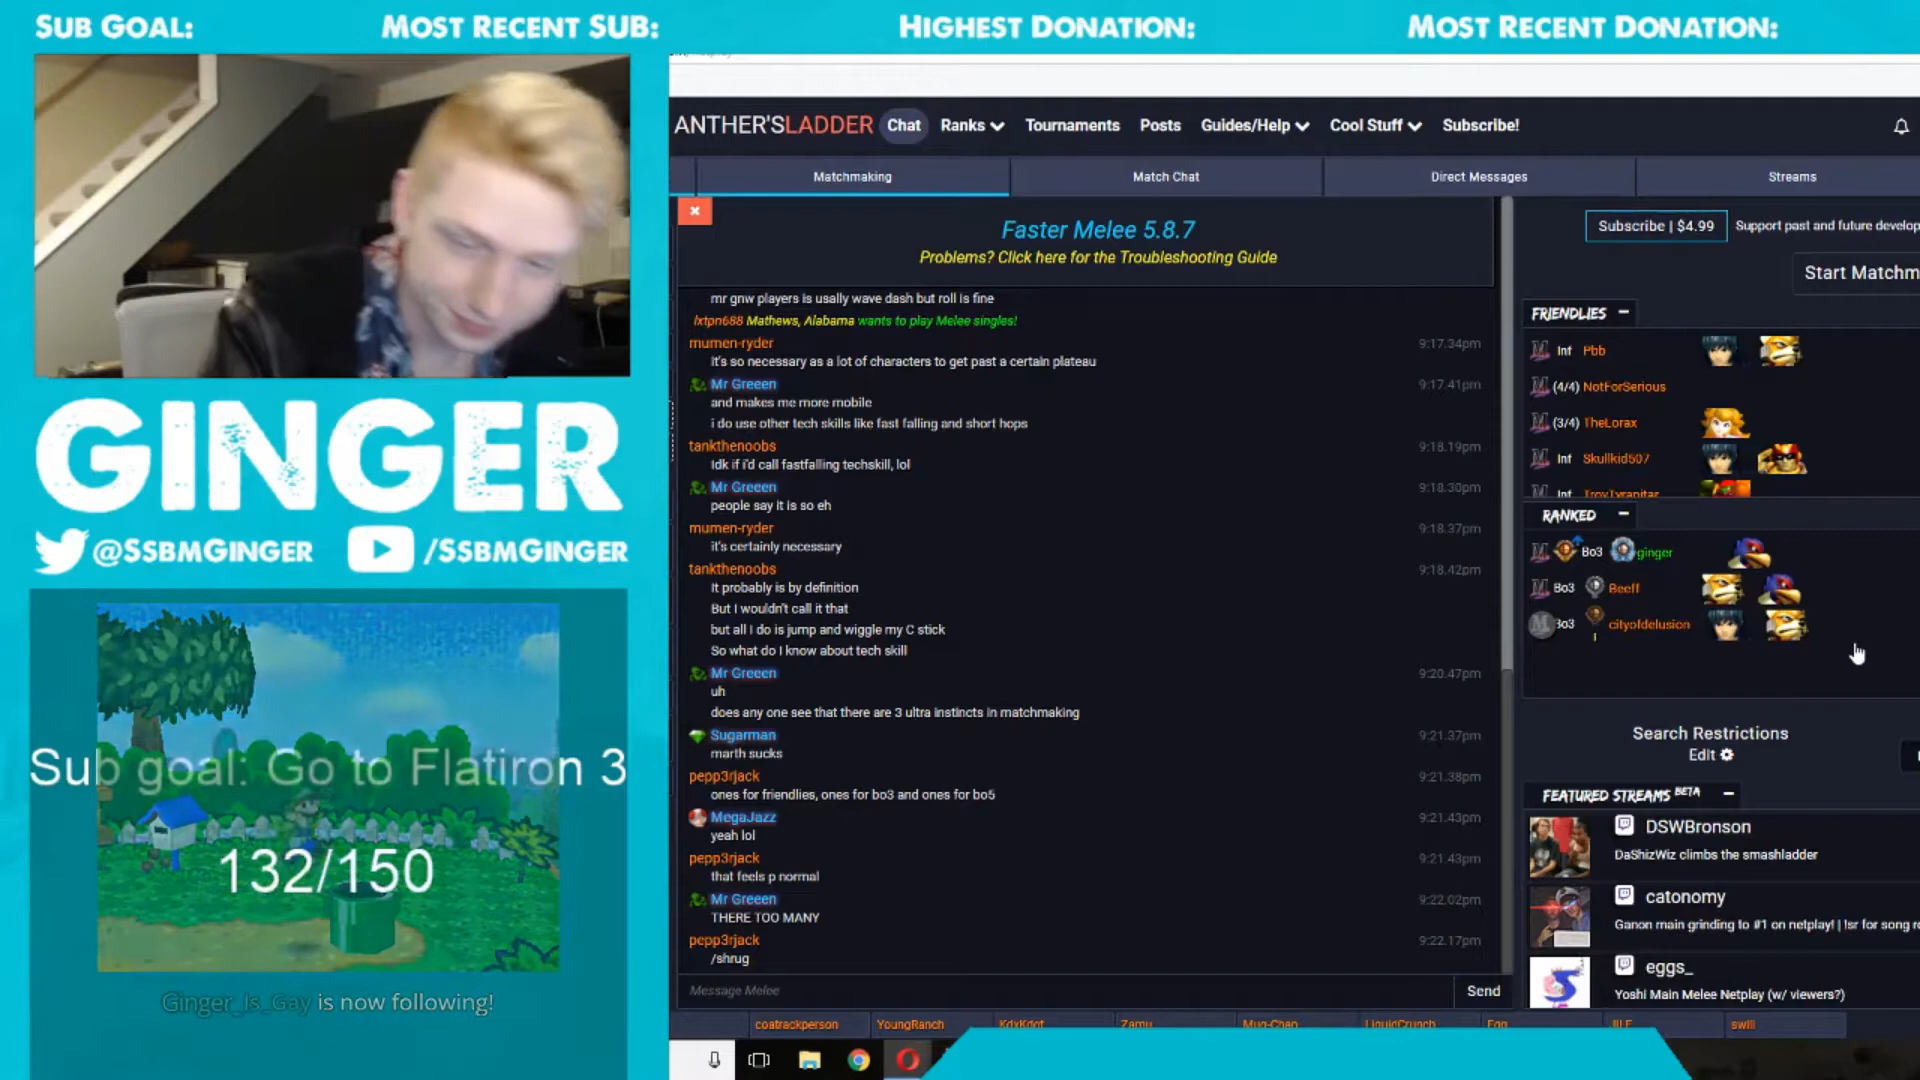 SUB GOAL:
MOST RECENT SUB:
HIGHEST DONATION:
MOST RECENT DONATION:
GINGER
@SSBMGINGER
/SSBMGINGER
Sub goal: Go to Flatiron 3
132/150
Ginger_Is_Gay is now following!
ANTHER'SLADDER
Chat
Ranks
Tournaments
Posts
Guides/Help
Cool Stuff
Subscribe!
Matchmaking
Match Chat
Direct Messages
Streams
Faster Melee 5.8.7
Problems? Click here for the Troubleshooting Guide
mr gnw players is usally wave dash but roll is fine
lxtpn688 Mathews, Alabama wants to play Melee singles!
mumen-ryder 9:17.34pm
It's so necessary as a lot of characters to get past a certain plateau
Mr Greeen 9:17.41pm
and makes me more mobile
i do use other tech skills like fast falling and short hops
tankthenoobs 9:18.19pm
Idk if i'd call fastfalling techskill, lol
Mr Greeen 9:18.30pm
people say it is so eh
mumen-ryder 9:18.37pm
it's certainly necessary
tankthenoobs 9:18.42pm
It probably is by definition
But I wouldn't call it that
but all I do is jump and wiggle my C stick
So what do I know about tech skill
Mr Greeen 9:20.47pm
uh
does any one see that there are 3 ultra instincts in matchmaking
Sugarman 9:21.37pm
marth sucks
pepp3rjack 9:21.38pm
ones for friendlies, ones for bo3 and ones for bo5
MegaJazz 9:21.43pm
yeah lol
pepp3rjack 9:21.43pm
that feels p normal
Mr Greeen 9:22.02pm
THERE TOO MANY
pepp3rjack 9:22.17pm
/shrug
Message Melee
Send
coatrackperson
YoungRanch
KdxKdot
Zamu
Mug-Chan
LiquidCrunch
Egg
swill
Subscribe | $4.99
Support past and future develop
Start Matchm
FRIENDLIES
Inf Pbb
(4/4) NotForSerious
(3/4) TheLorax
Inf Skullkid507
Inf TroyTyranitar
RANKED
Bo3 ginger
Bo3 Beeff
Bo3 cityofdelusion
Search Restrictions
Edit
FEATURED STREAMS BETA
DSWBronson
DaShizWiz climbs the smashladder
catonomy
Ganon main grinding to #1 on netplay! | !sr for song re
eggs_
Yoshi Main Melee Netplay (w/ viewers?)